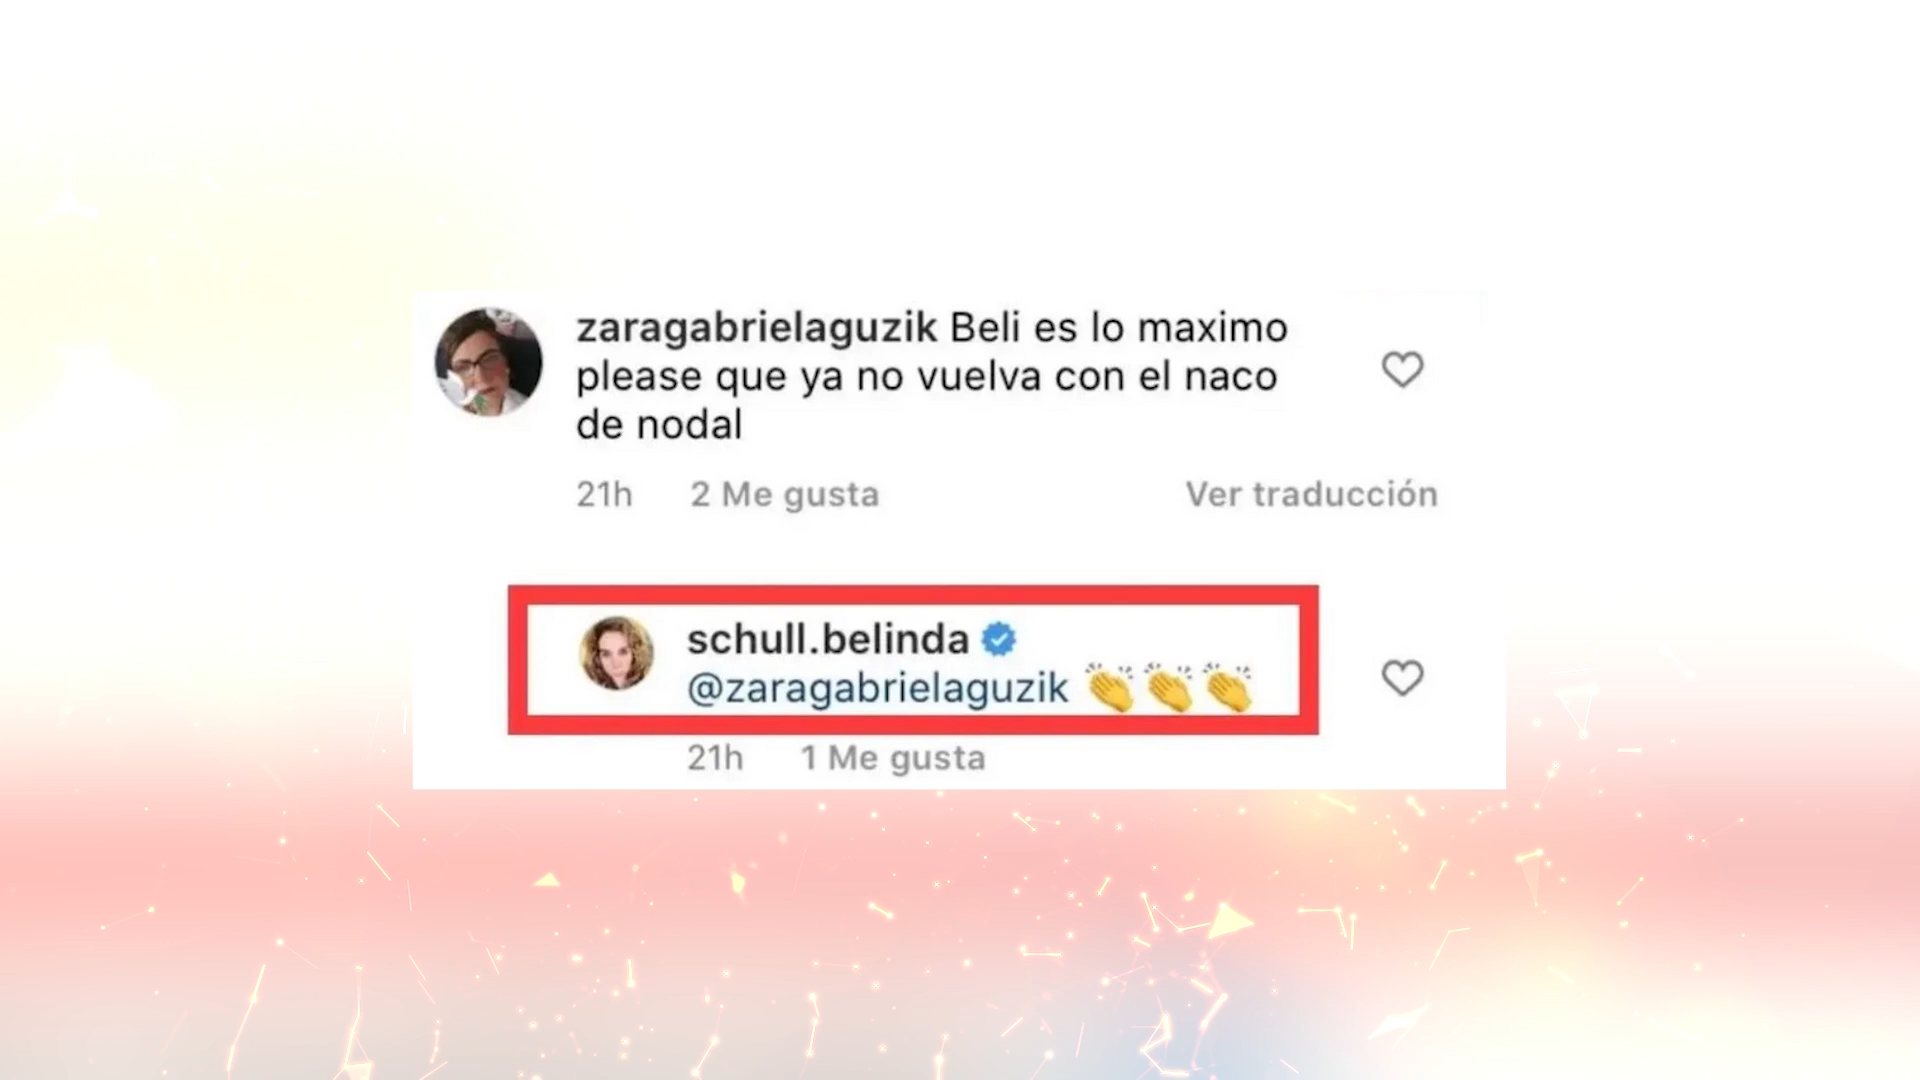 zaragabrielaguzik Beli es lo maximo
please que ya no vuelva con el naco
de nodal
21h 2 Me gusta Ver traducción
schull.belinda
@zaragabrielaguzik 👏👏👏
21h 1 Me gusta